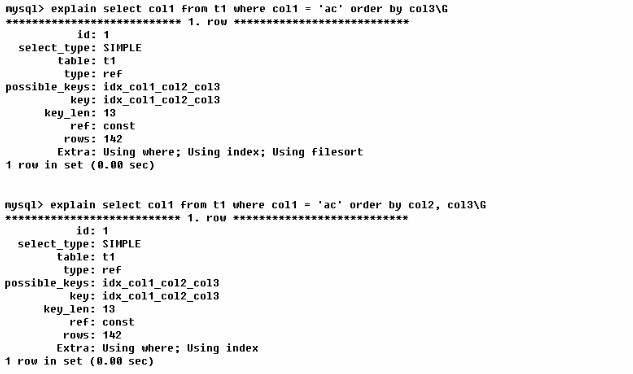 mysql> explain select col1 from t1 where col1 = 'ac' order by col3\G
*************************** 1. row ***************************
id: 1
select_type: SIMPLE
table: t1
type: ref
possible_keys: idx_col1_col2_col3
key: idx_col1_col2_col3
key_len: 13
ref: const
rows: 142
Extra: Using where; Using index; Using filesort
1 row in set (0.00 sec)
mysql> explain select col1 from t1 where col1 = 'ac' order by col2, col3\G
*************************** 1. row ***************************
id: 1
select_type: SIMPLE
table: t1
type: ref
possible_keys: idx_col1_col2_col3
key: idx_col1_col2_col3
key_len: 13
ref: const
rows: 142
Extra: Using where; Using index
1 row in set (0.00 sec)